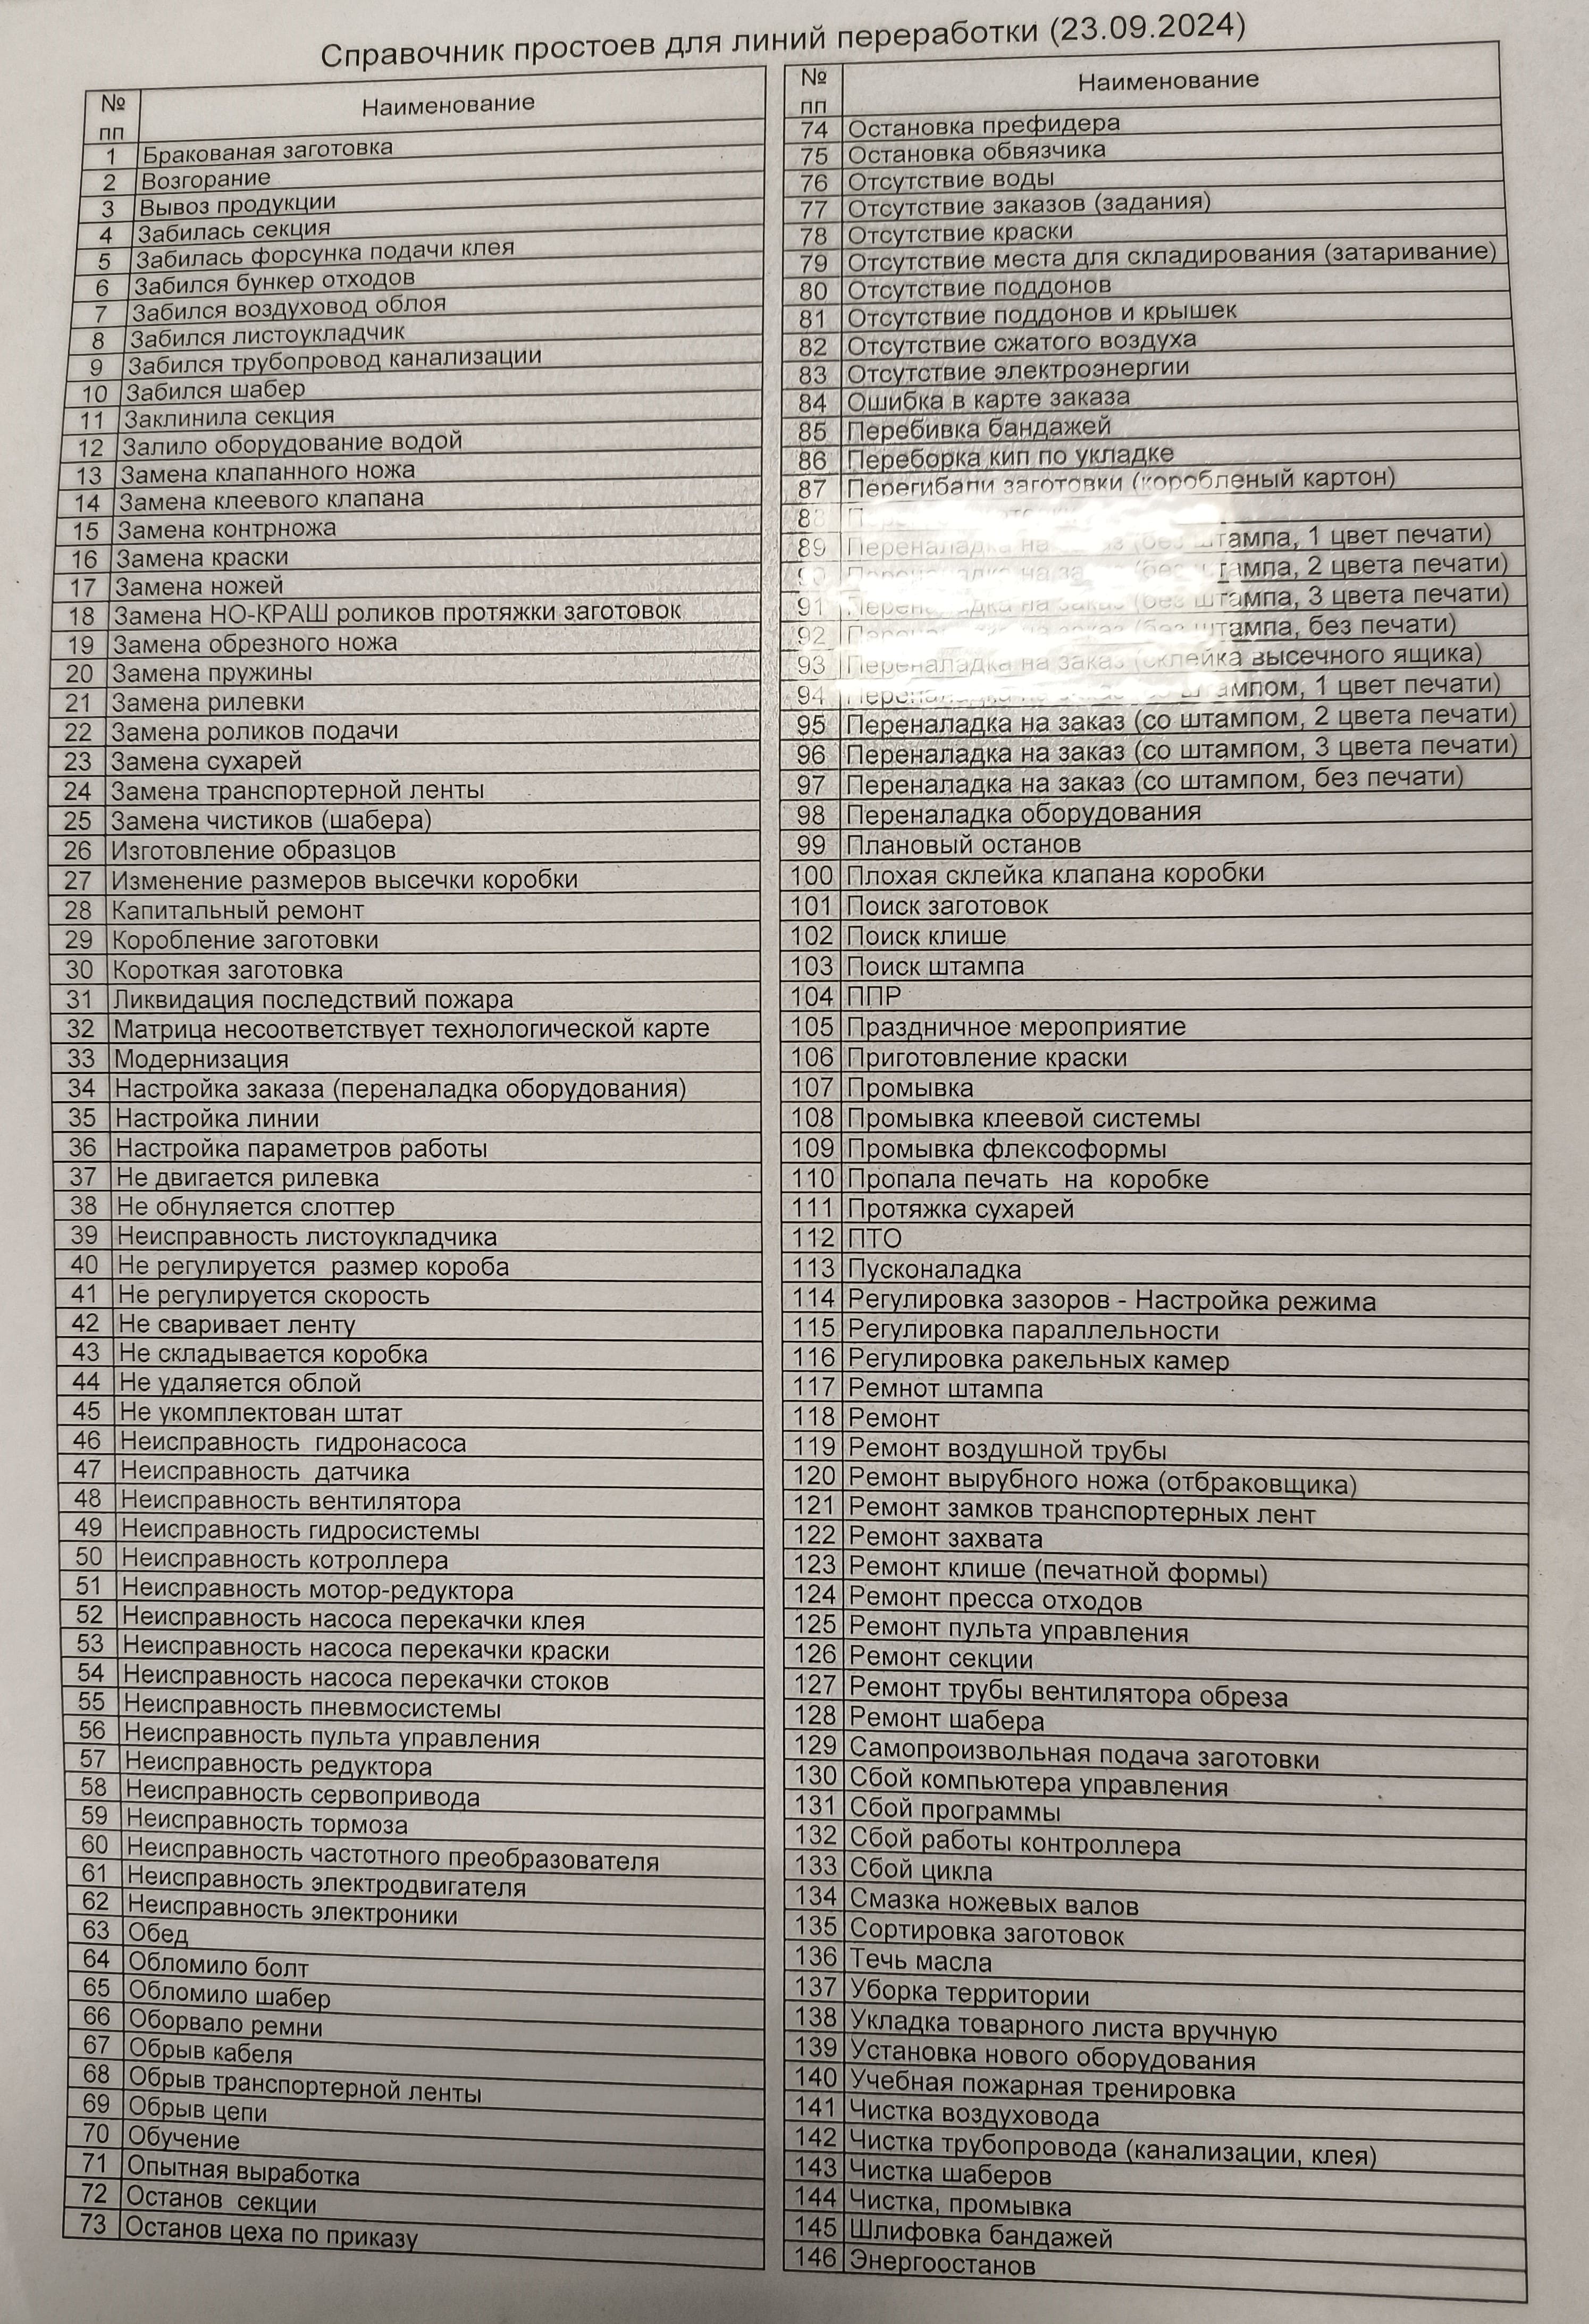 Справочник простоев для линий переработки (23.09.2024)
№ пп Наименование
1 Бракованая заготовка
2 Возгорание
3 Вывоз продукции
4 Забилась секция
5 Забилась форсунка подачи клея
6 Забился бункер отходов
7 Забился воздуховод облоя
8 Забился листоукладчик
9 Забился трубопровод канализации
10 Забился шабер
11 Заклинила секция
12 Залило оборудование водой
13 Замена клапанного ножа
14 Замена клеевого клапана
15 Замена контрножа
16 Замена краски
17 Замена ножей
18 Замена НО-КРАШ роликов протяжки заготовок
19 Замена обрезного ножа
20 Замена пружины
21 Замена рилевки
22 Замена роликов подачи
23 Замена сухарей
24 Замена транспортерной ленты
25 Замена чистиков (шабера)
26 Изготовление образцов
27 Изменение размеров высечки коробки
28 Капитальный ремонт
29 Коробление заготовки
30 Короткая заготовка
31 Ликвидация последствий пожара
32 Матрица несоответствует технологической карте
33 Модернизация
34 Настройка заказа (переналадка оборудования)
35 Настройка линии
36 Настройка параметров работы
37 Не двигается рилевка
38 Не обнуляется слоттер
39 Неисправность листоукладчика
40 Не регулируется размер короба
41 Не регулируется скорость
42 Не сваривает ленту
43 Не складывается коробка
44 Не удаляется облой
45 Не укомплектован штат
46 Неисправность гидронасоса
47 Неисправность датчика
48 Неисправность вентилятора
49 Неисправность гидросистемы
50 Неисправность котроллера
51 Неисправность мотор-редуктора
52 Неисправность насоса перекачки клея
53 Неисправность насоса перекачки краски
54 Неисправность насоса перекачки стоков
55 Неисправность пневмосистемы
56 Неисправность пульта управления
57 Неисправность редуктора
58 Неисправность сервопривода
59 Неисправность тормоза
60 Неисправность частотного преобразователя
61 Неисправность электродвигателя
62 Неисправность электроники
63 Обед
64 Обломило болт
65 Обломило шабер
66 Оборвало ремни
67 Обрыв кабеля
68 Обрыв транспортерной ленты
69 Обрыв цепи
70 Обучение
71 Опытная выработка
72 Останов секции
73 Останов цеха по приказу
№ пп Наименование
74 Остановка префидера
75 Остановка обвязчика
76 Отсутствие воды
77 Отсутствие заказов (задания)
78 Отсутствие краски
79 Отсутствие места для складирования (затаривание)
80 Отсутствие поддонов
81 Отсутствие поддонов и крышек
82 Отсутствие сжатого воздуха
83 Отсутствие электроэнергии
84 Ошибка в карте заказа
85 Перебивка бандажей
86 Переборка кип по укладке
87 Перегибали заготовки (коробленый картон)
88
89 Переналадка на заказ (без штампа, 1 цвет печати)
90 Переналадка на заказ (без штампа, 2 цвета печати)
91 Переналадка на заказ (без штампа, 3 цвета печати)
92 Переналадка на заказ (без штампа, без печати)
93 Переналадка на заказ (склейка высечного ящика)
94 Переналадка на заказ (со штампом, 1 цвет печати)
95 Переналадка на заказ (со штампом, 2 цвета печати)
96 Переналадка на заказ (со штампом, 3 цвета печати)
97 Переналадка на заказ (со штампом, без печати)
98 Переналадка оборудования
99 Плановый останов
100 Плохая склейка клапана коробки
101 Поиск заготовок
102 Поиск клише
103 Поиск штампа
104 ППР
105 Праздничное мероприятие
106 Приготовление краски
107 Промывка
108 Промывка клеевой системы
109 Промывка флексоформы
110 Пропала печать на коробке
111 Протяжка сухарей
112 ПТО
113 Пусконаладка
114 Регулировка зазоров - Настройка режима
115 Регулировка параллельности
116 Регулировка ракельных камер
117 Ремнот штампа
118 Ремонт
119 Ремонт воздушной трубы
120 Ремонт вырубного ножа (отбраковщика)
121 Ремонт замков транспортерных лент
122 Ремонт захвата
123 Ремонт клише (печатной формы)
124 Ремонт пресса отходов
125 Ремонт пульта управления
126 Ремонт секции
127 Ремонт трубы вентилятора обреза
128 Ремонт шабера
129 Самопроизвольная подача заготовки
130 Сбой компьютера управления
131 Сбой программы
132 Сбой работы контроллера
133 Сбой цикла
134 Смазка ножевых валов
135 Сортировка заготовок
136 Течь масла
137 Уборка территории
138 Укладка товарного листа вручную
139 Установка нового оборудования
140 Учебная пожарная тренировка
141 Чистка воздуховода
142 Чистка трубопровода (канализации, клея)
143 Чистка шаберов
144 Чистка, промывка
145 Шлифовка бандажей
146 Энергоостанов